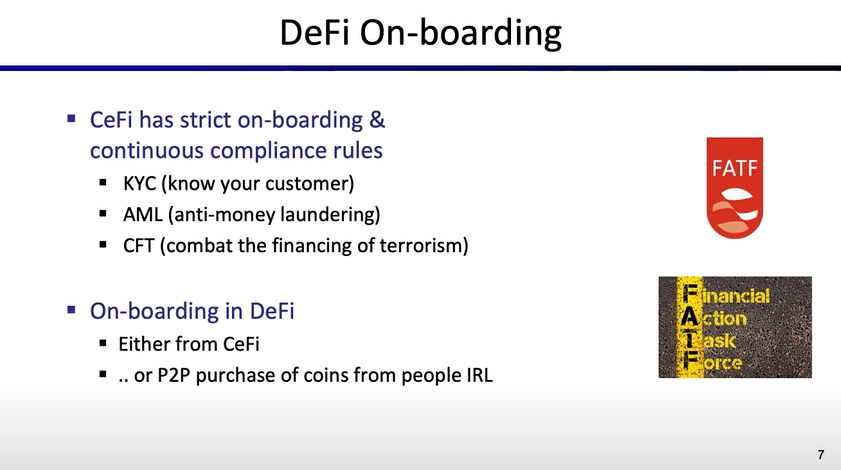 DeFi On-boarding
▪ CeFi has strict on-boarding &
continuous compliance rules
▪ KYC (know your customer)
▪ AML (anti-money laundering)
▪ CFT (combat the financing of terrorism)
FATF
▪ On-boarding in DeFi
▪ Either from CeFi
▪ .. or P2P purchase of coins from people IRL
Financial
Action
Task
Force
7